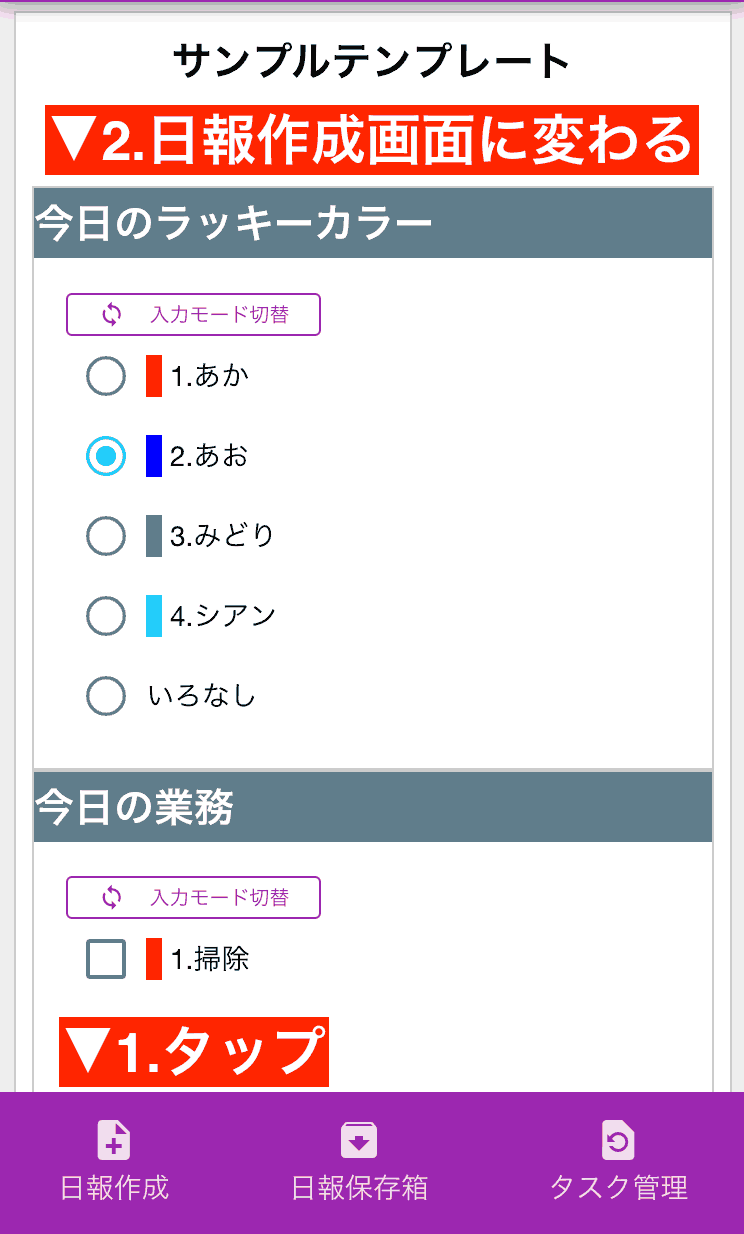 サンプルテンプレート
▼2.日報作成画面に変わる
今日のラッキーカラー
入力モード切替
1.あか
2.あお
3.みどり
4.シアン
いろなし
今日の業務
入力モード切替
1.掃除
▼1.タップ
日報作成
日報保存箱
タスク管理